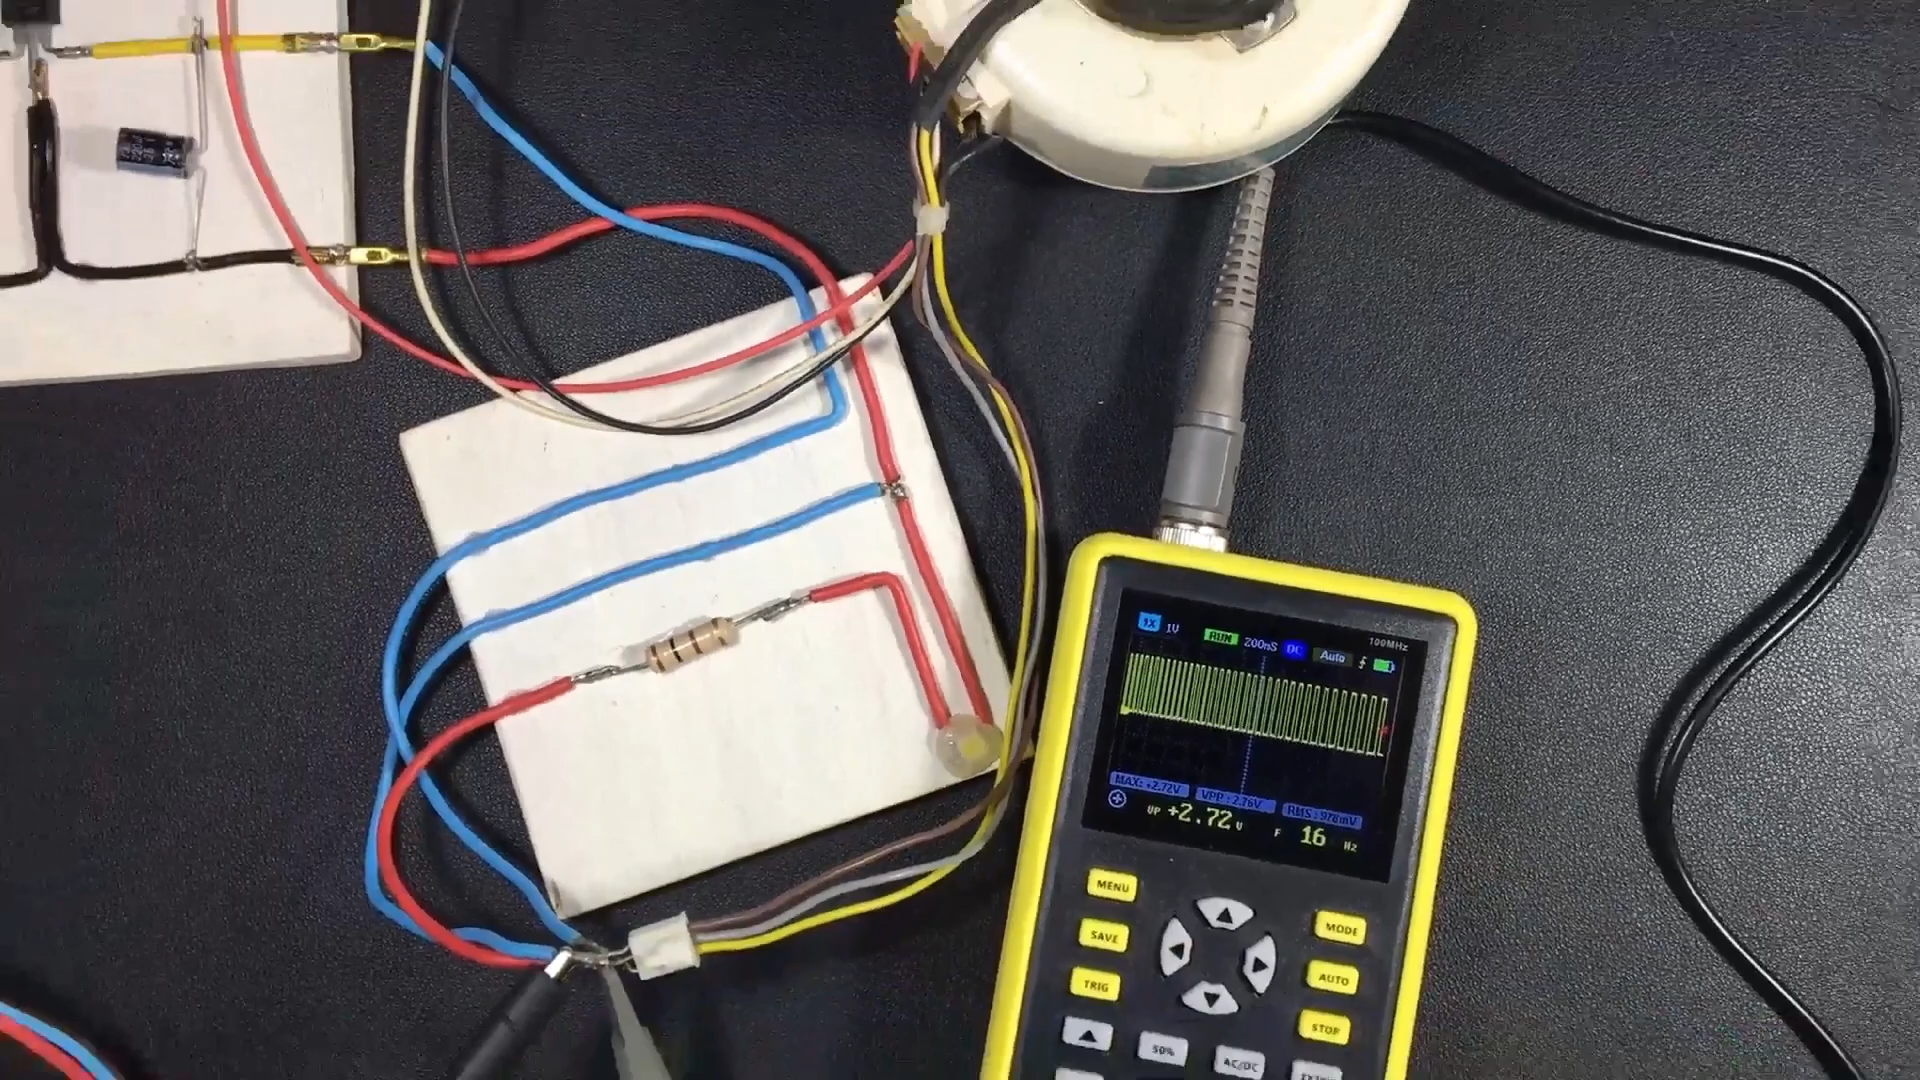 1X 1V RUN 200nS DC Auto 100MHz
MAX: +2.72V VPP: 2.76V RMS: 978mV
UP +2.72 V F 16 Hz
MENU
SAVE
TRIG
MODE
AUTO
STOP
50%
AC/DC